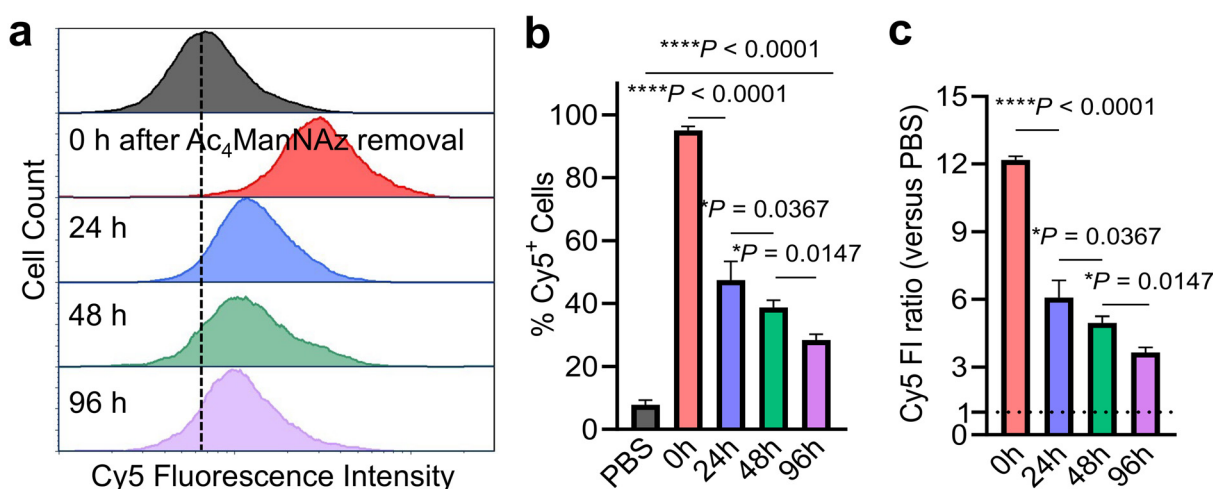 a
0 h after Ac₄ManNAz removal
24 h
48 h
96 h
Cell Count
Cy5 Fluorescence Intensity
b
****P < 0.0001
****P < 0.0001
*P = 0.0367
*P = 0.0147
% Cy5⁺ Cells
100
80
60
40
20
0
PBS
0h
24h
48h
96h
c
****P < 0.0001
*P = 0.0367
*P = 0.0147
Cy5 FI ratio (versus PBS)
15
12
9
6
3
1
0
0h
24h
48h
96h